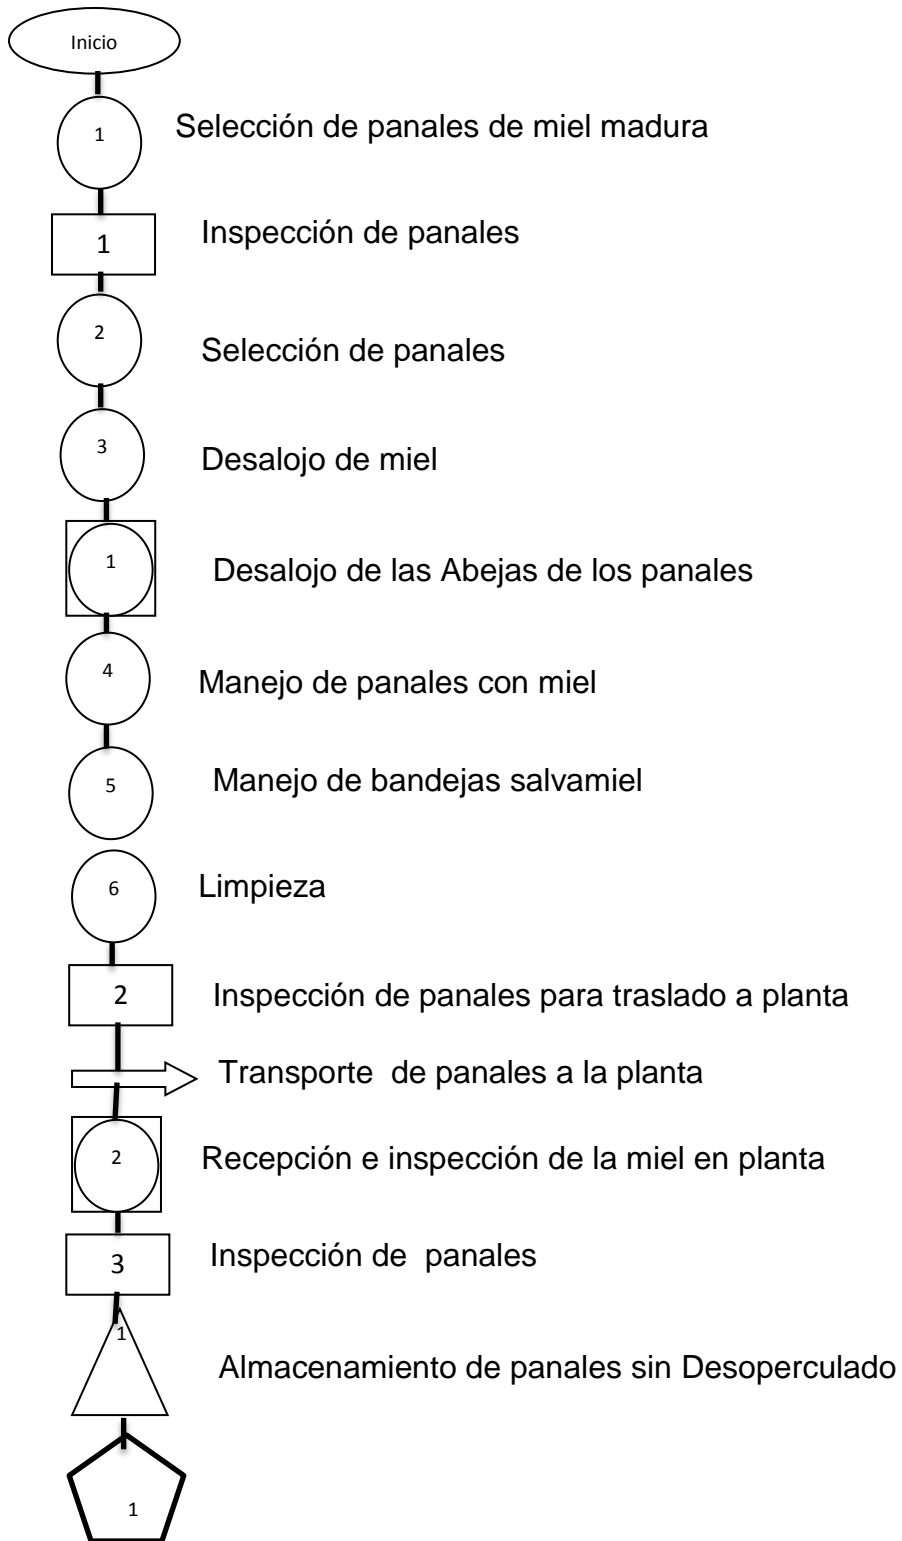 Inicio
1 Selección de panales de miel madura
1 Inspección de panales
2 Selección de panales
3 Desalojo de miel
1 Desalojo de las Abejas de los panales
4 Manejo de panales con miel
5 Manejo de bandejas salvamiel
6 Limpieza
2 Inspección de panales para traslado a planta
Transporte de panales a la planta
2 Recepción e inspección de la miel en planta
3 Inspección de panales
1 Almacenamiento de panales sin Desoperculado
1